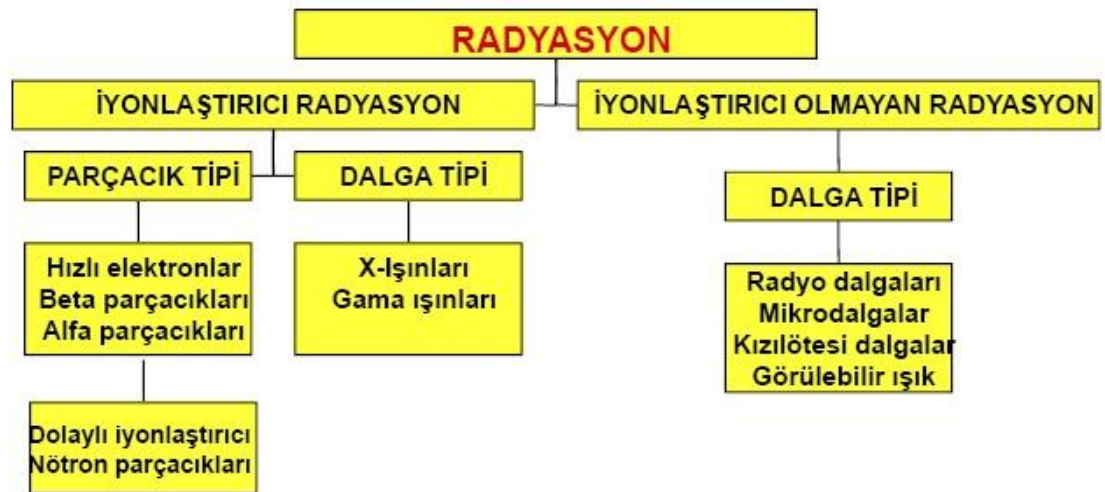 RADYASYON
İYONLAŞTIRICI RADYASYON
İYONLAŞTIRICI OLMAYAN RADYASYON
PARÇACIK TİPİ
DALGA TİPİ
DALGA TİPİ
Hızlı elektronlar
Beta parçacıkları
Alfa parçacıkları
X-Işınları
Gama ışınları
Radyo dalgaları
Mikrodalgalar
Kızılötesi dalgalar
Görülebilir ışık
Dolaylı iyonlaştırıcı
Nötron parçacıkları